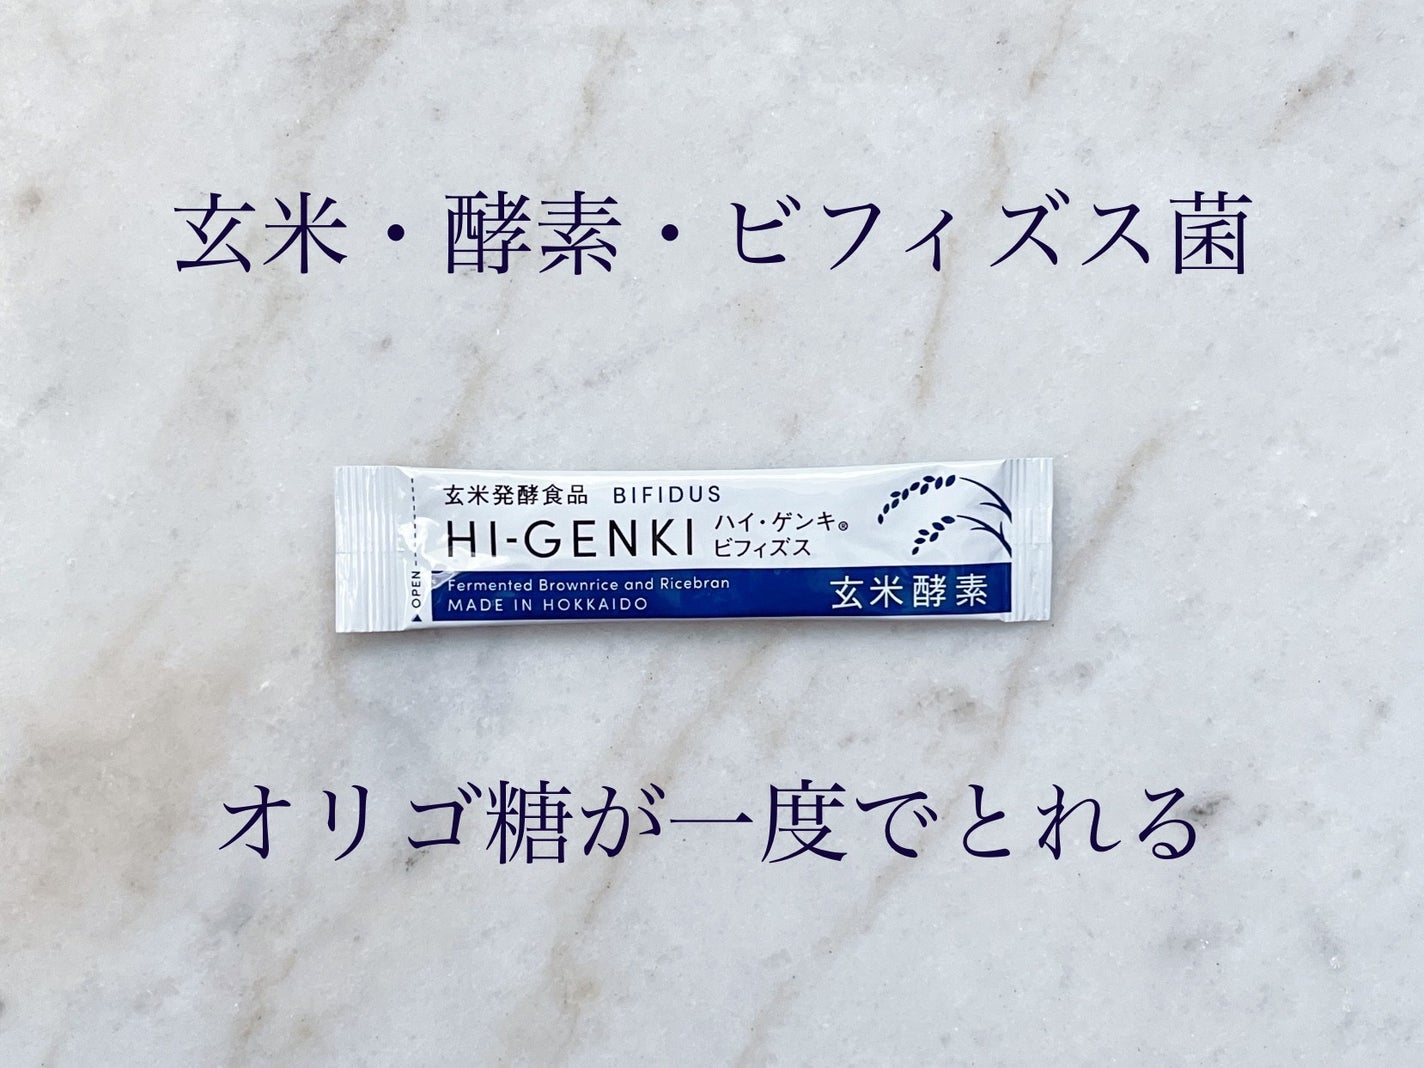 玄米・酵素・ビフィズス菌
玄米発酵食品 BIFIDUS
HI-GENKI ハイ・ゲンキ®
ビフィズス
OPEN
Fermented Brownrice and Ricebran
MADE IN HOKKAIDO
玄米酵素
オリゴ糖が一度でとれる